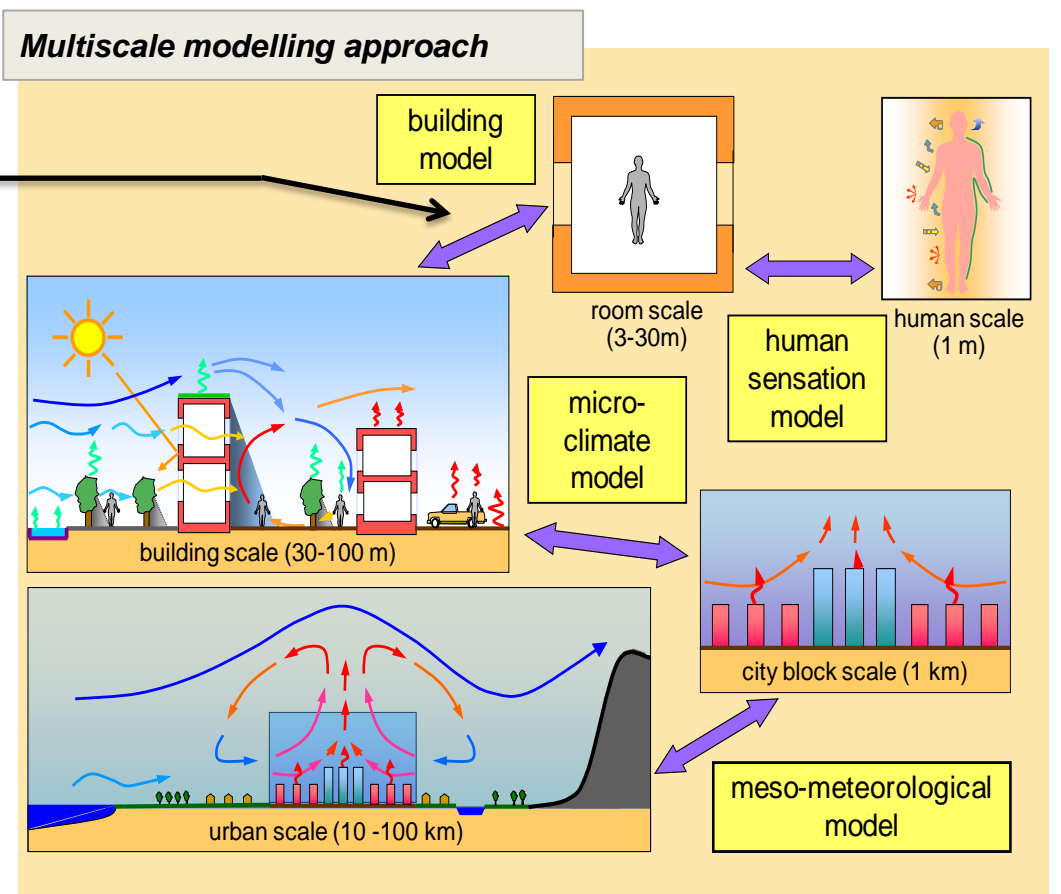 Multiscale modelling approach
building
model
room scale
(3-30m)
human scale
(1 m)
human
sensation
model
micro-
climate
model
building scale (30-100 m)
city block scale (1 km)
urban scale (10 -100 km)
meso-meteorological
model